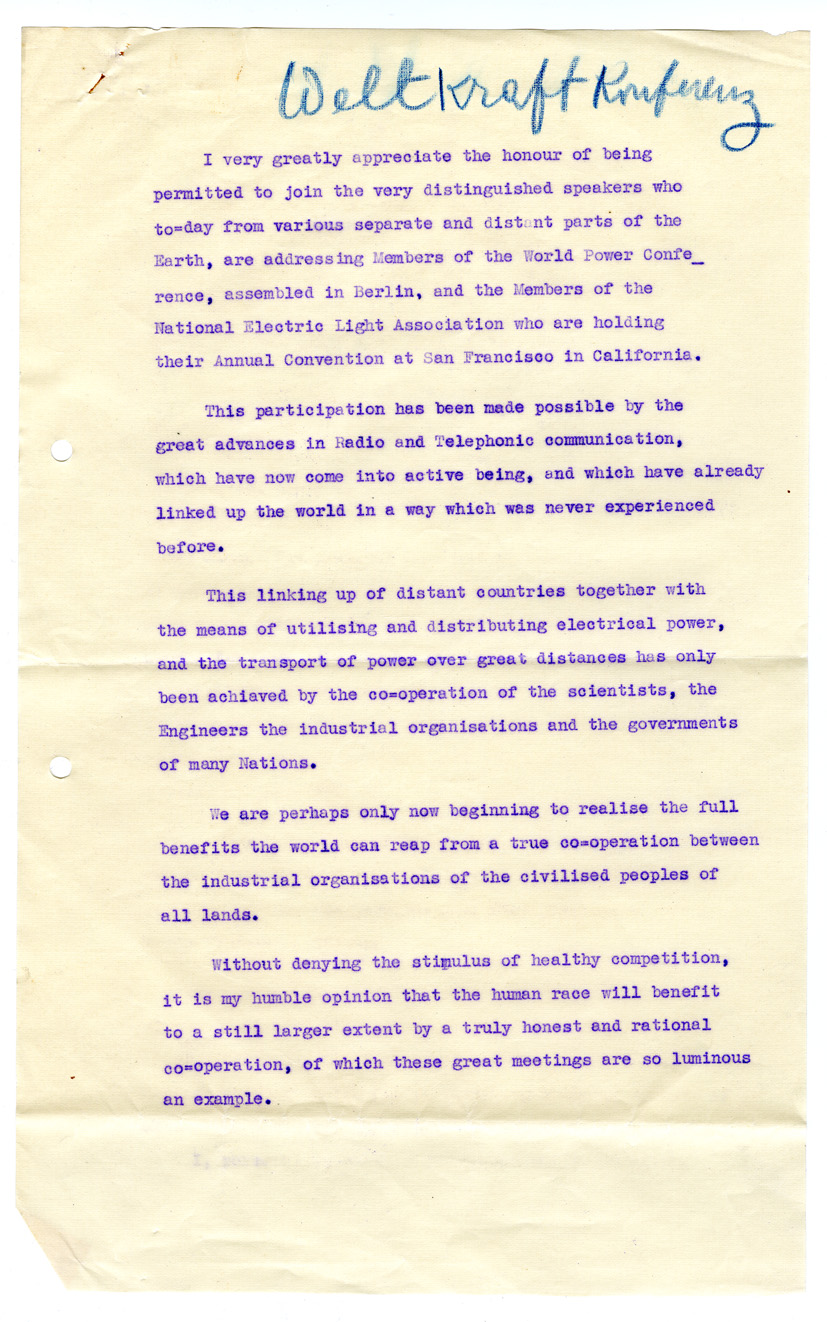 Weltkraft Konferenz
I very greatly appreciate the honour of being
permitted to join the very distinguished speakers who
to=day from various separate and distant parts of the
Earth, are addressing Members of the World Power Confe_
rence, assembled in Berlin, and the Members of the
National Electric Light Association who are holding
their Annual Convention at San Francisco in California.
This participation has been made possible by the
great advances in Radio and Telephonic communication,
which have now come into active being, and which have already
linked up the world in a way which was never experienced
before.
This linking up of distant countries together with
the means of utilising and distributing electrical power,
and the transport of power over great distances has only
been achiaved by the co=operation of the scientists, the
Engineers the industrial organisations and the governments
of many Nations.
We are perhaps only now beginning to realise the full
benefits the world can reap from a true co=operation between
the industrial organisations of the civilised peoples of
all lands.
Without denying the stimulus of healthy competition,
it is my humble opinion that the human race will benefit
to a still larger extent by a truly honest and rational
co=operation, of which these great meetings are so luminous
an example.